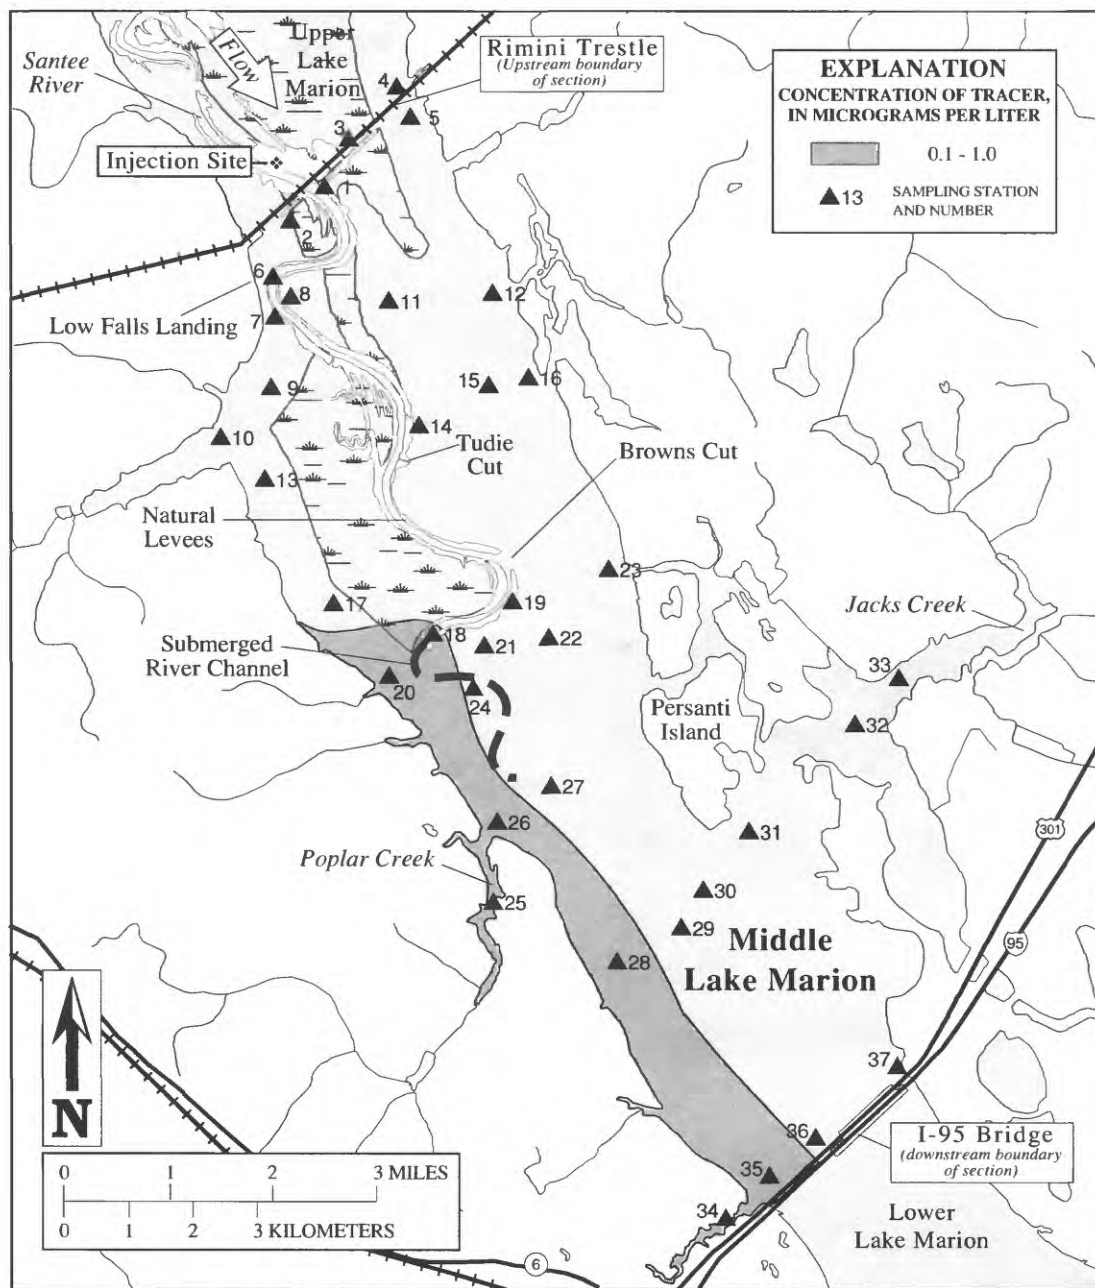 Santee
River
Flow
Upper
Lake
Marion
Rimini Trestle
(Upstream boundary
of section)
EXPLANATION
CONCENTRATION OF TRACER,
IN MICROGRAMS PER LITER
0.1 - 1.0
13
SAMPLING STATION
AND NUMBER
4
5
3
Injection Site
1
2
6
8
7
Low Falls Landing
11
12
9
15
16
10
14
Tudie
Cut
Browns Cut
13
Natural
Levees
23
17
19
Jacks Creek
18
21
22
Submerged
River Channel
33
20
24
Persanti
Island
32
27
31
301
26
Poplar Creek
25
30
29
95
Middle
Lake Marion
28
37
N
36
I-95 Bridge
(downstream boundary
of section)
35
34
Lower
Lake Marion
0 1 2 3 MILES
0 1 2 3 KILOMETERS
6